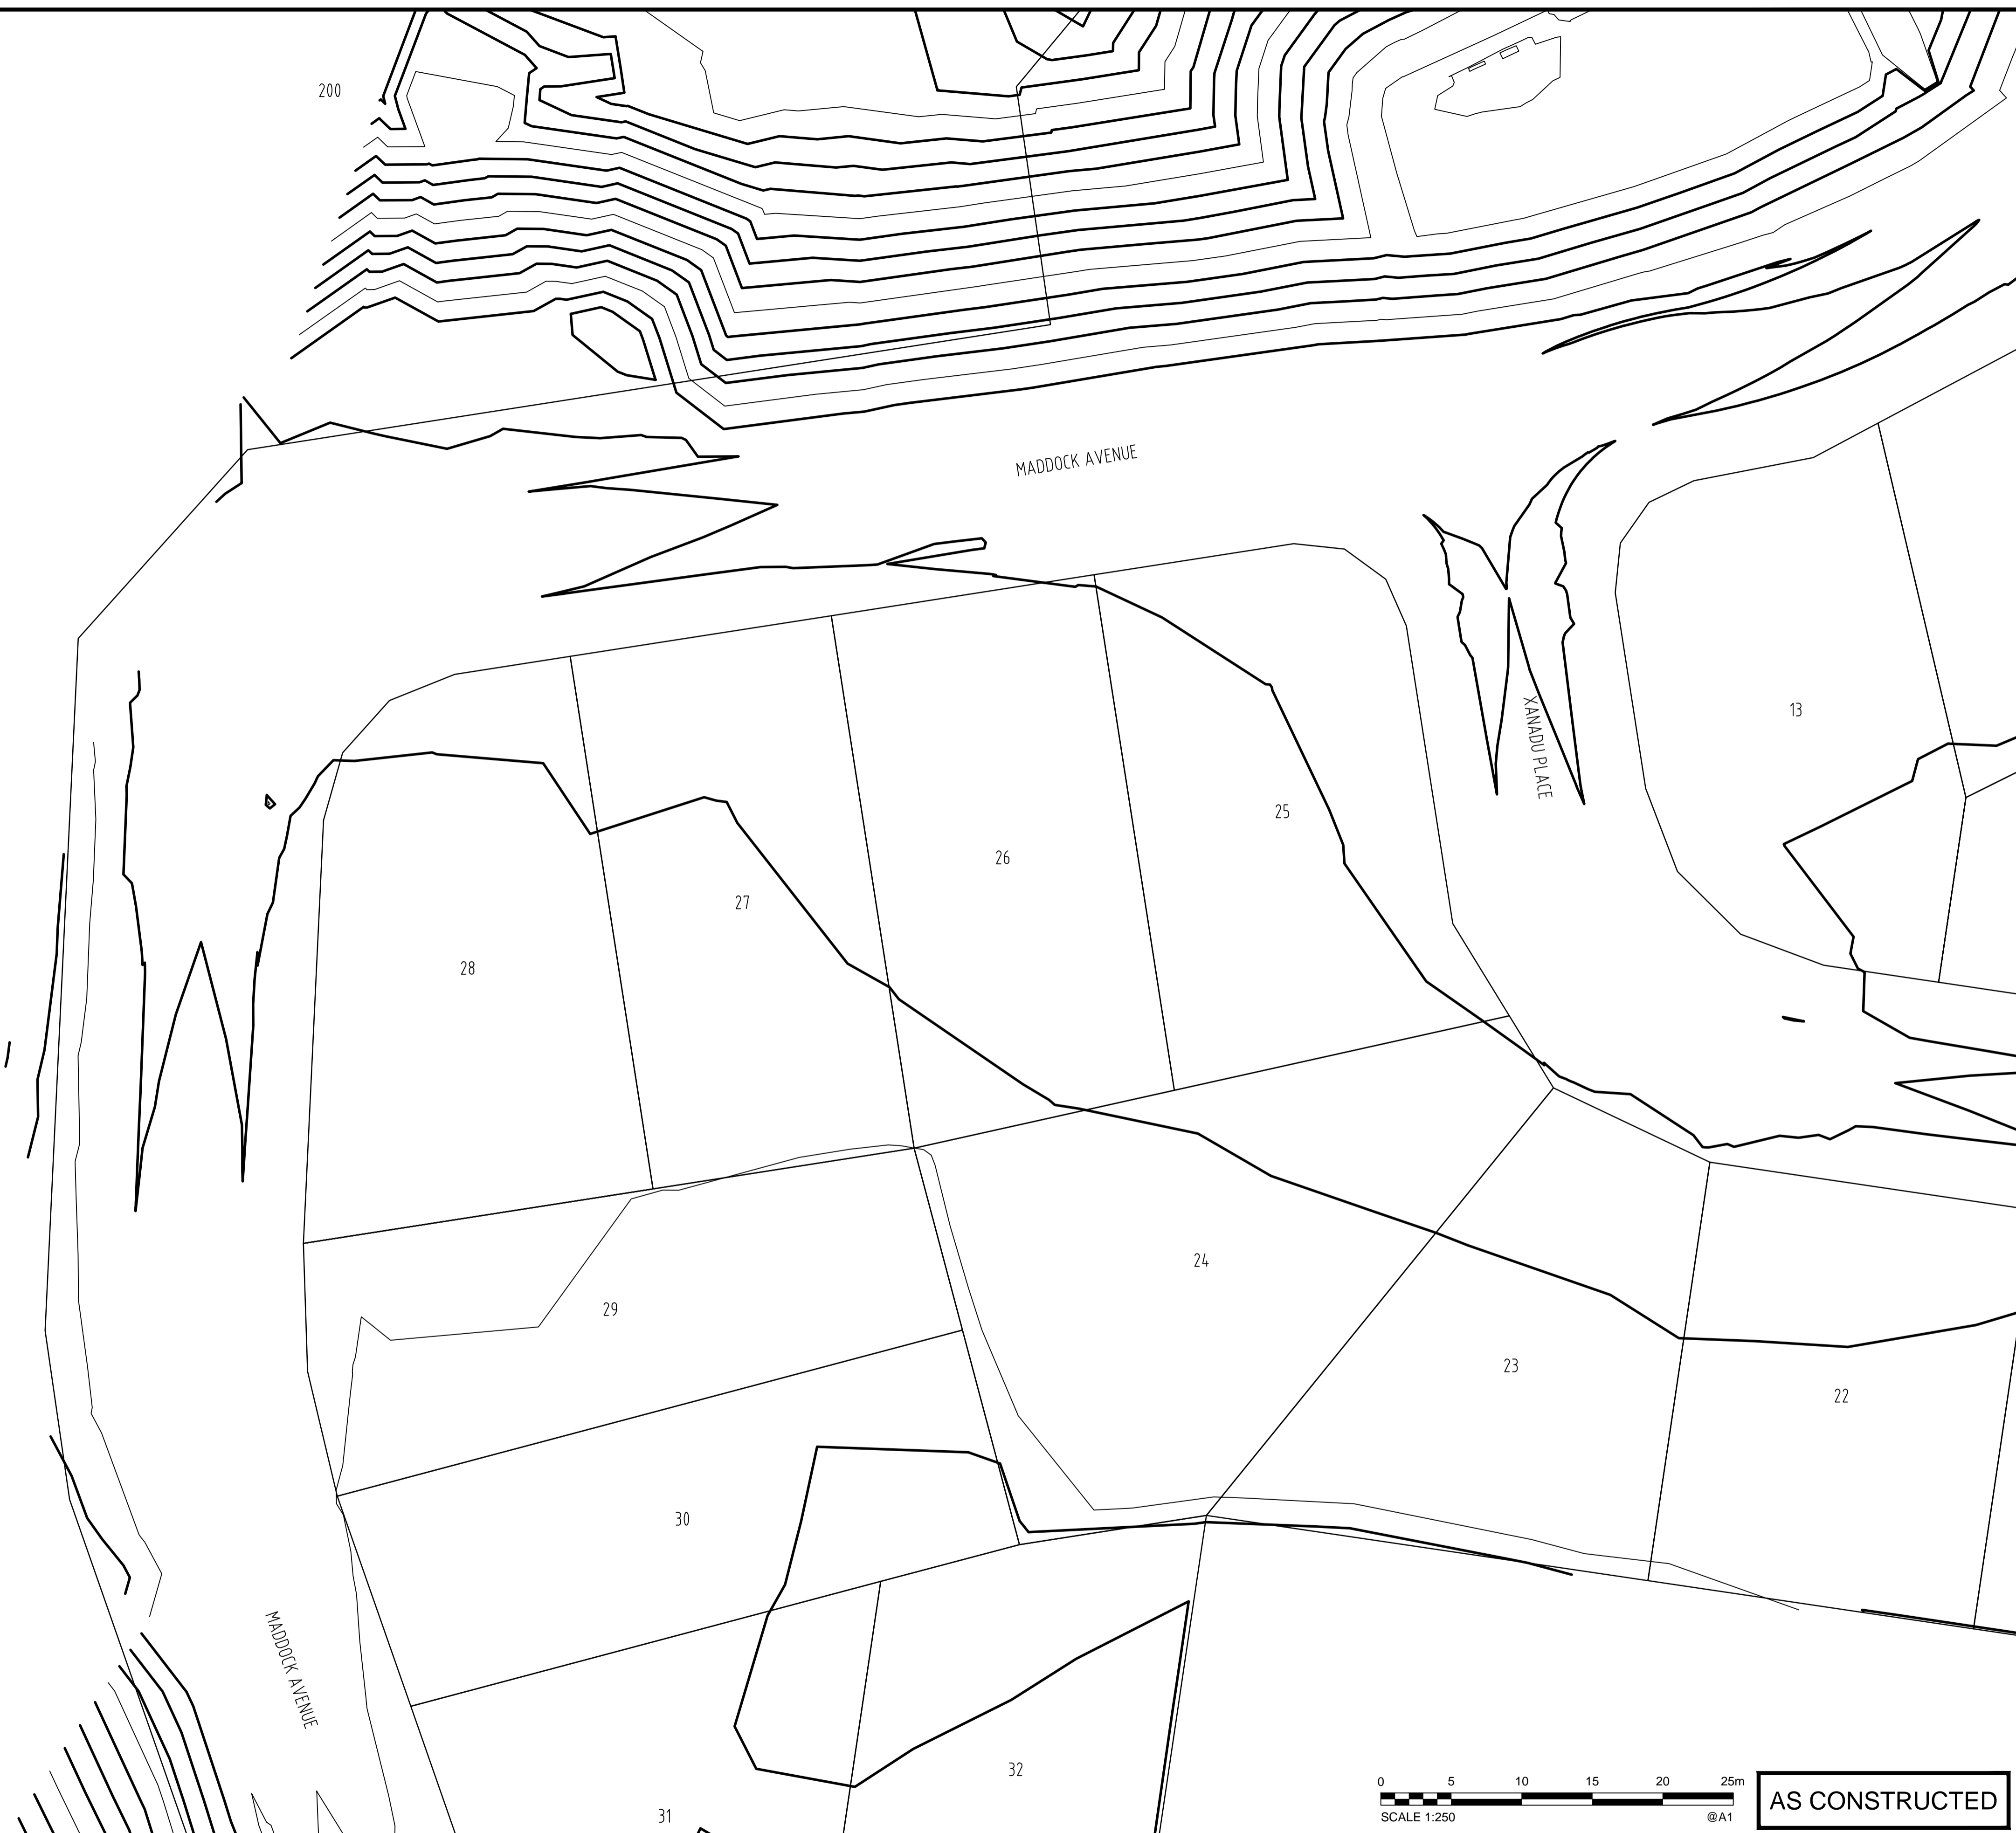 200
MADDOCK AVENUE
XANADU PLACE
13
25
26
27
28
24
29
23
22
30
MADDOCK AVENUE
32
31
0 5 10 15 20 25m
SCALE 1:250 @A1
AS CONSTRUCTED